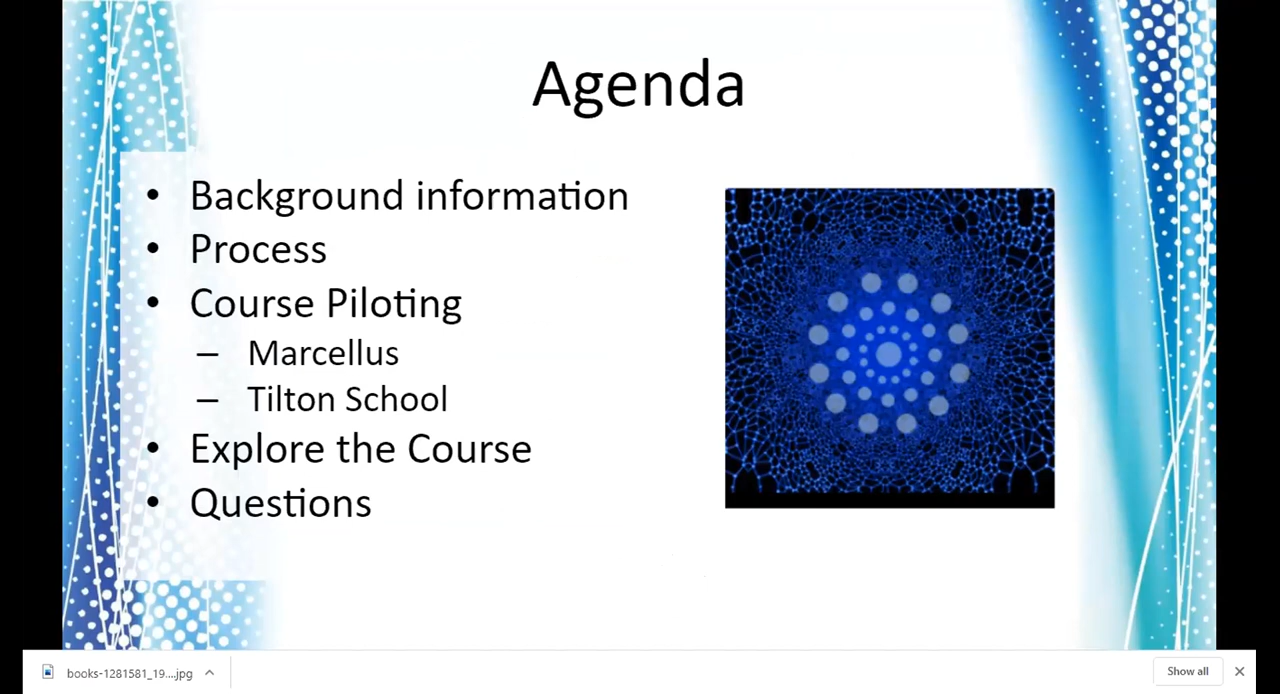 Agenda
• Background information
• Process
• Course Piloting
– Marcellus
– Tilton School
• Explore the Course
• Questions
books-1281581_19....jpg
Show all